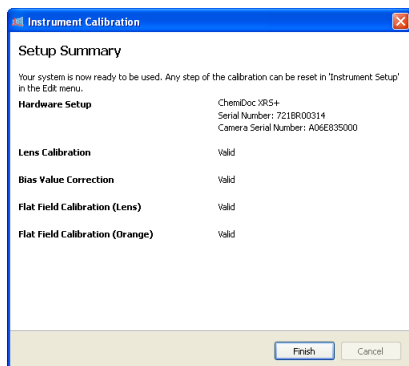 Instrument Calibration
Setup Summary
Your system is now ready to be used. Any step of the calibration can be reset in 'Instrument Setup'
in the Edit menu.
Hardware Setup ChemiDoc XRS+
Serial Number: 721BR00314
Camera Serial Number: A06E835000
Lens Calibration Valid
Bias Value Correction Valid
Flat Field Calibration (Lens) Valid
Flat Field Calibration (Orange) Valid
Finish Cancel